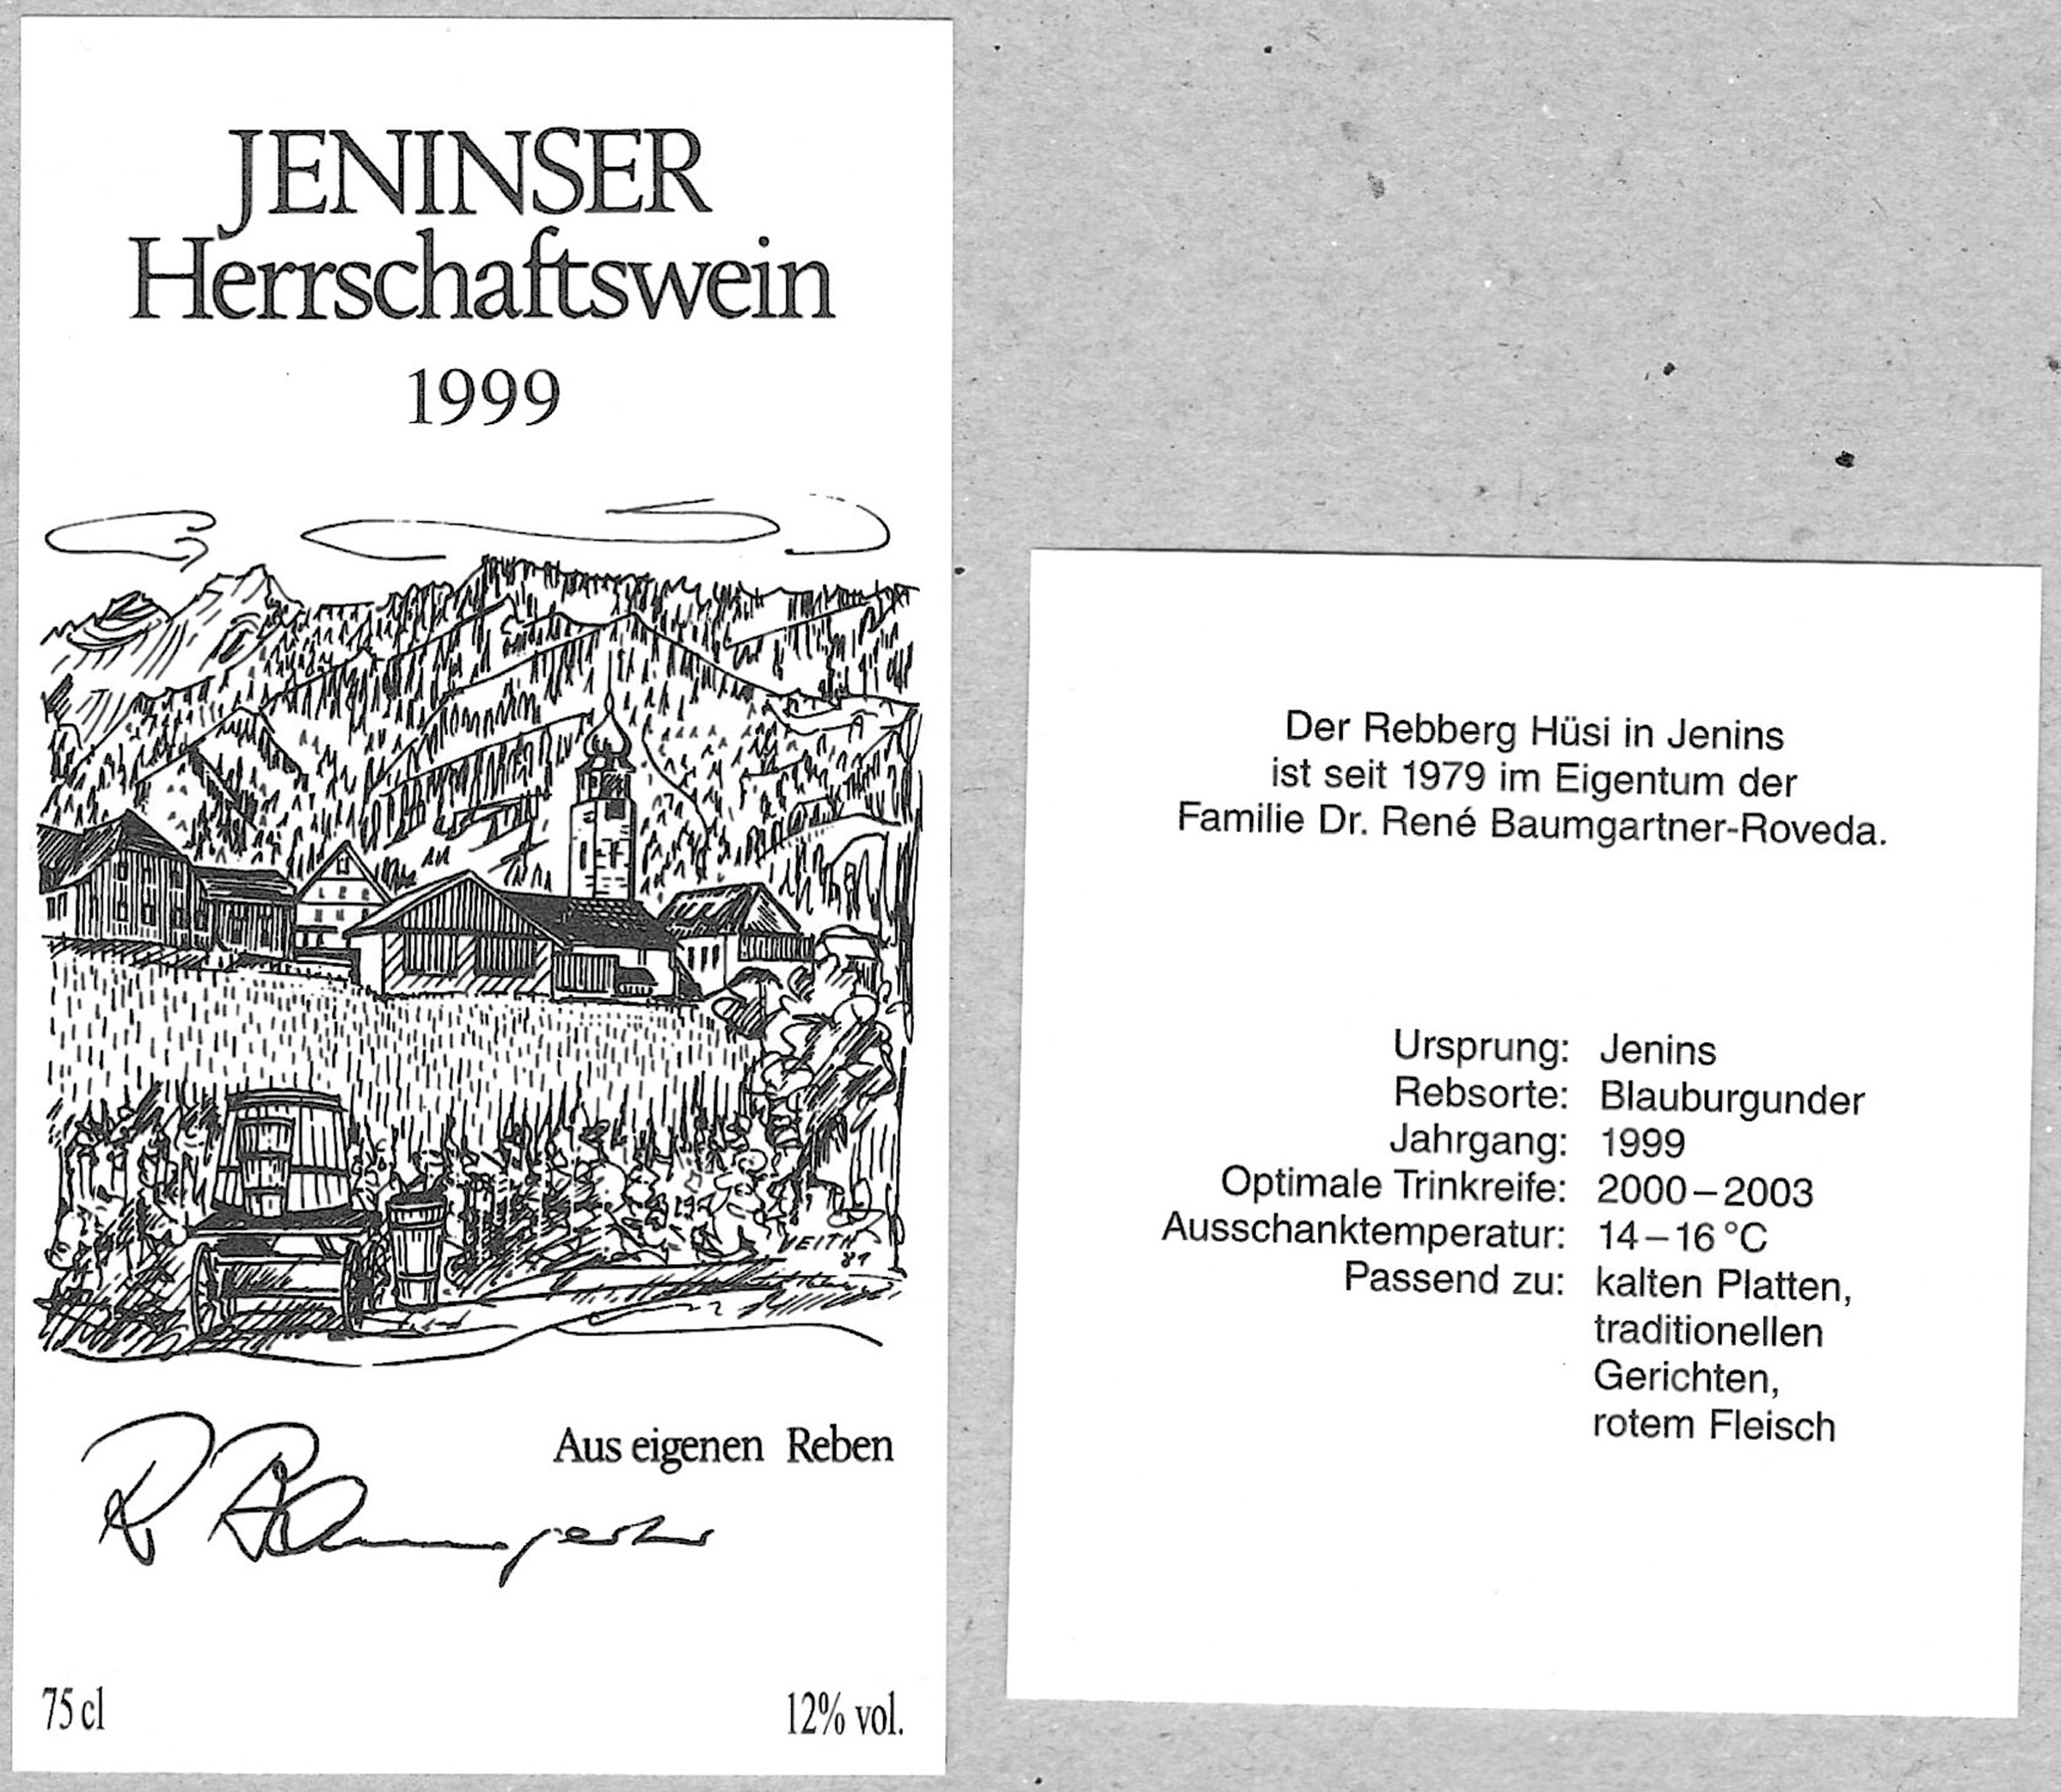 JENINSER
Herrschaftswein
1999
VEITH
Aus eigenen Reben
R Baumgartner
75 cl
12% vol.
Der Rebberg Hüsi in Jenins
ist seit 1979 im Eigentum der
Familie Dr. René Baumgartner-Roveda.
Ursprung: Jenins
Rebsorte: Blauburgunder
Jahrgang: 1999
Optimale Trinkreife: 2000–2003
Ausschanktemperatur: 14–16 °C
Passend zu: kalten Platten,
traditionellen
Gerichten,
rotem Fleisch